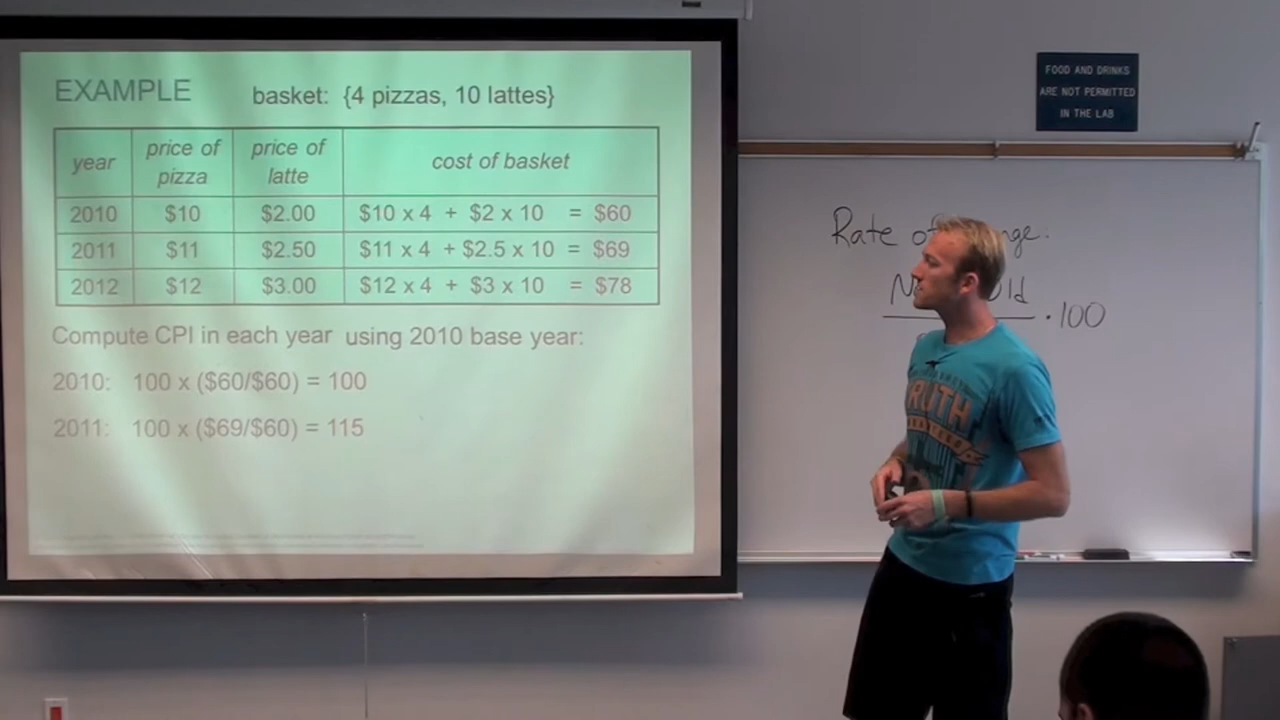 EXAMPLE basket: {4 pizzas, 10 lattes}
year price of pizza price of latte cost of basket
2010 $10 $2.00 $10 x 4 + $2 x 10 = $60
2011 $11 $2.50 $11 x 4 + $2.5 x 10 = $69
2012 $12 $3.00 $12 x 4 + $3 x 10 = $78
Compute CPI in each year using 2010 base year:
2010: 100 x ($60/$60) = 100
2011: 100 x ($69/$60) = 115
FOOD AND DRINKS
ARE NOT PERMITTED
IN THE LAB
Rate
·100